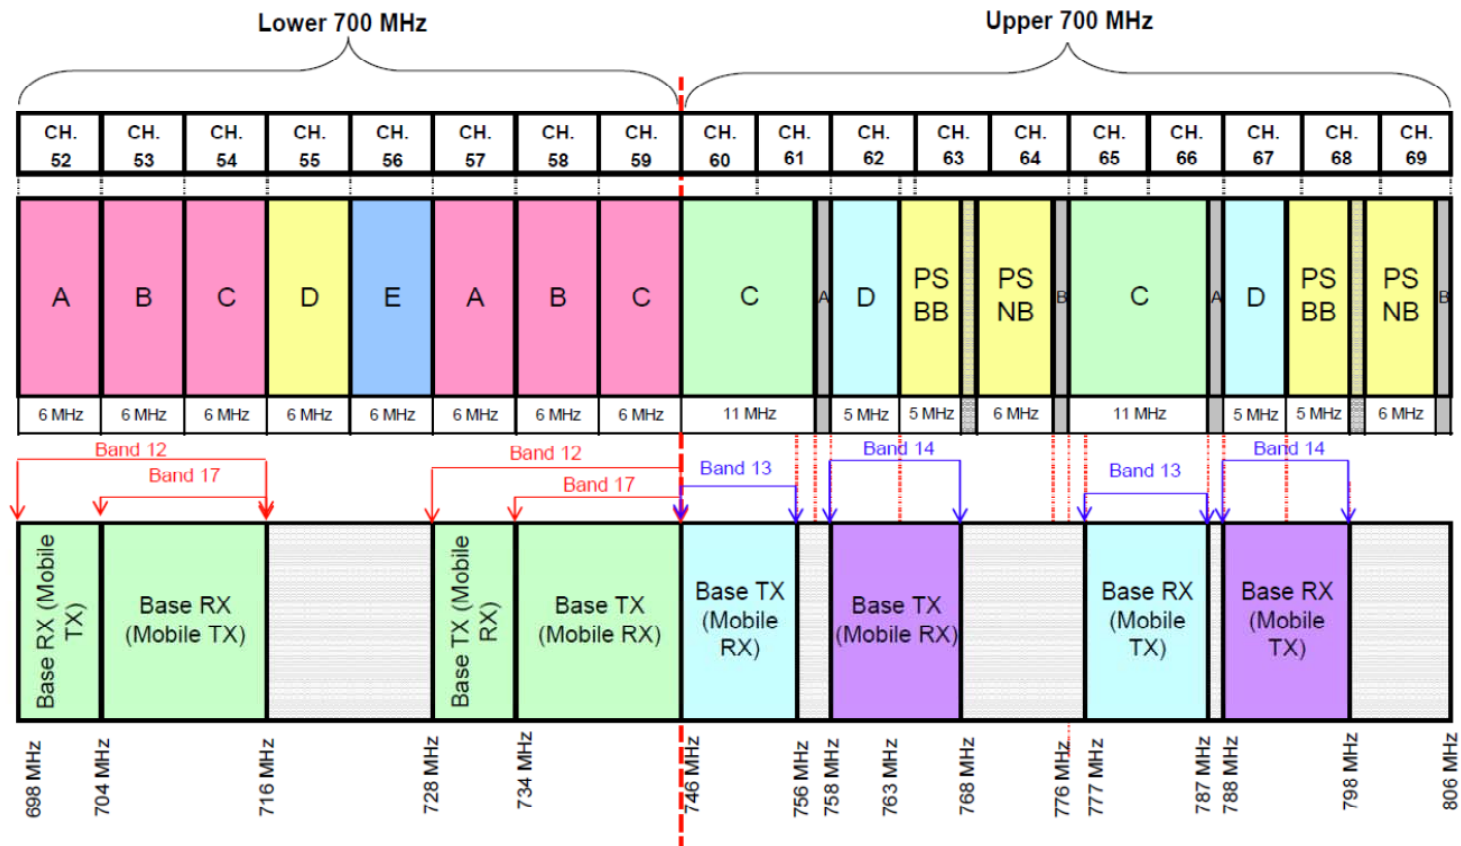 Lower 700 MHz
Upper 700 MHz
CH. 52
CH. 53
CH. 54
CH. 55
CH. 56
CH. 57
CH. 58
CH. 59
CH. 60
CH. 61
CH. 62
CH. 63
CH. 64
CH. 65
CH. 66
CH. 67
CH. 68
CH. 69
A
B
C
D
E
A
B
C
C
A
D
PS
BB
PS
NB
B
C
A
D
PS
BB
PS
NB
B
6 MHz
6 MHz
6 MHz
6 MHz
6 MHz
6 MHz
6 MHz
6 MHz
11 MHz
5 MHz
5 MHz
6 MHz
11 MHz
5 MHz
5 MHz
6 MHz
Band 12
Band 17
Band 12
Band 17
Band 13
Band 14
Band 13
Band 14
Base RX (Mobile
TX)
Base RX
(Mobile TX)
Base TX (Mobile
RX)
Base TX
(Mobile RX)
Base TX
(Mobile
RX)
Base TX
(Mobile RX)
Base RX
(Mobile
TX)
Base RX
(Mobile
TX)
698 MHz
704 MHz
716 MHz
728 MHz
734 MHz
746 MHz
756 MHz
758 MHz
763 MHz
768 MHz
776 MHz
777 MHz
787 MHz
788 MHz
798 MHz
806 MHz